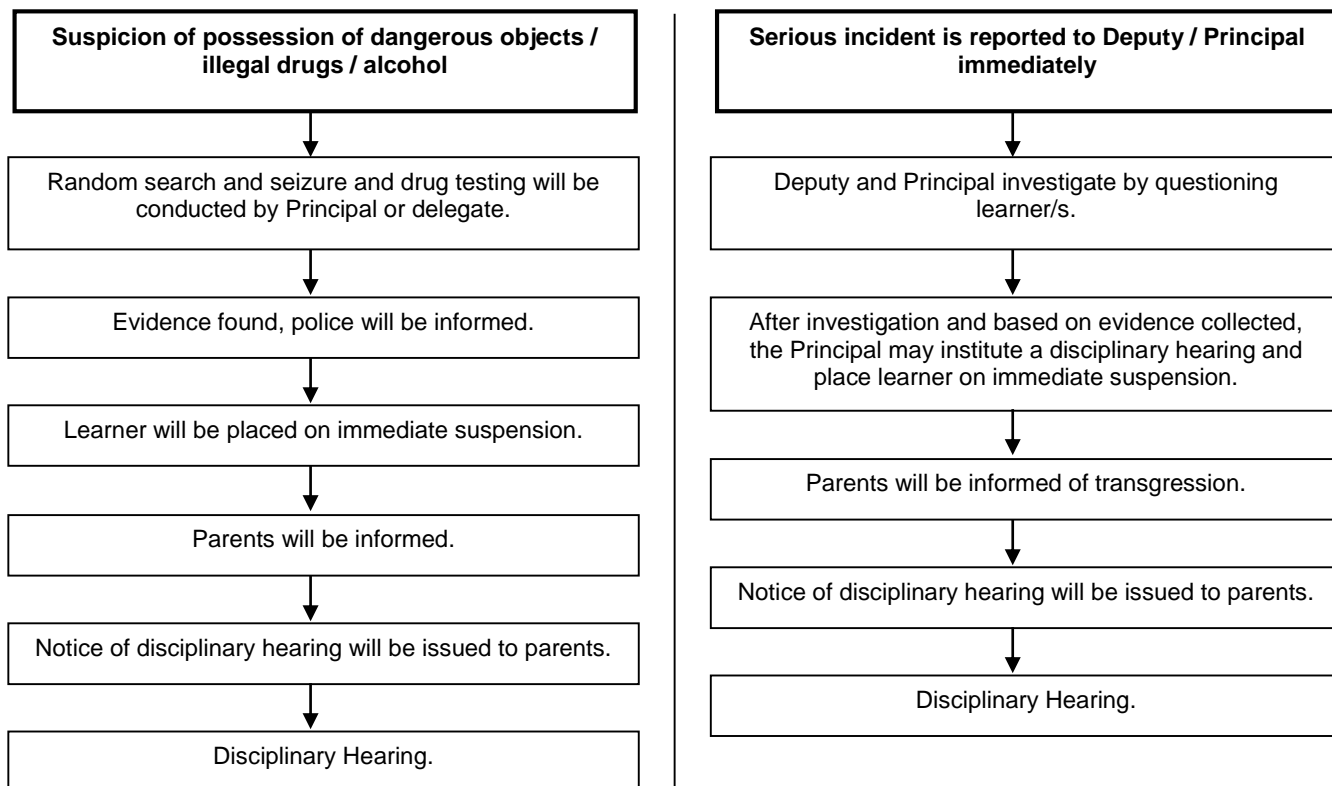 Suspicion of possession of dangerous objects /
illegal drugs / alcohol
Random search and seizure and drug testing will be
conducted by Principal or delegate.
Evidence found, police will be informed.
Learner will be placed on immediate suspension.
Parents will be informed.
Notice of disciplinary hearing will be issued to parents.
Disciplinary Hearing.
Serious incident is reported to Deputy / Principal
immediately
Deputy and Principal investigate by questioning
learner/s.
After investigation and based on evidence collected,
the Principal may institute a disciplinary hearing and
place learner on immediate suspension.
Parents will be informed of transgression.
Notice of disciplinary hearing will be issued to parents.
Disciplinary Hearing.